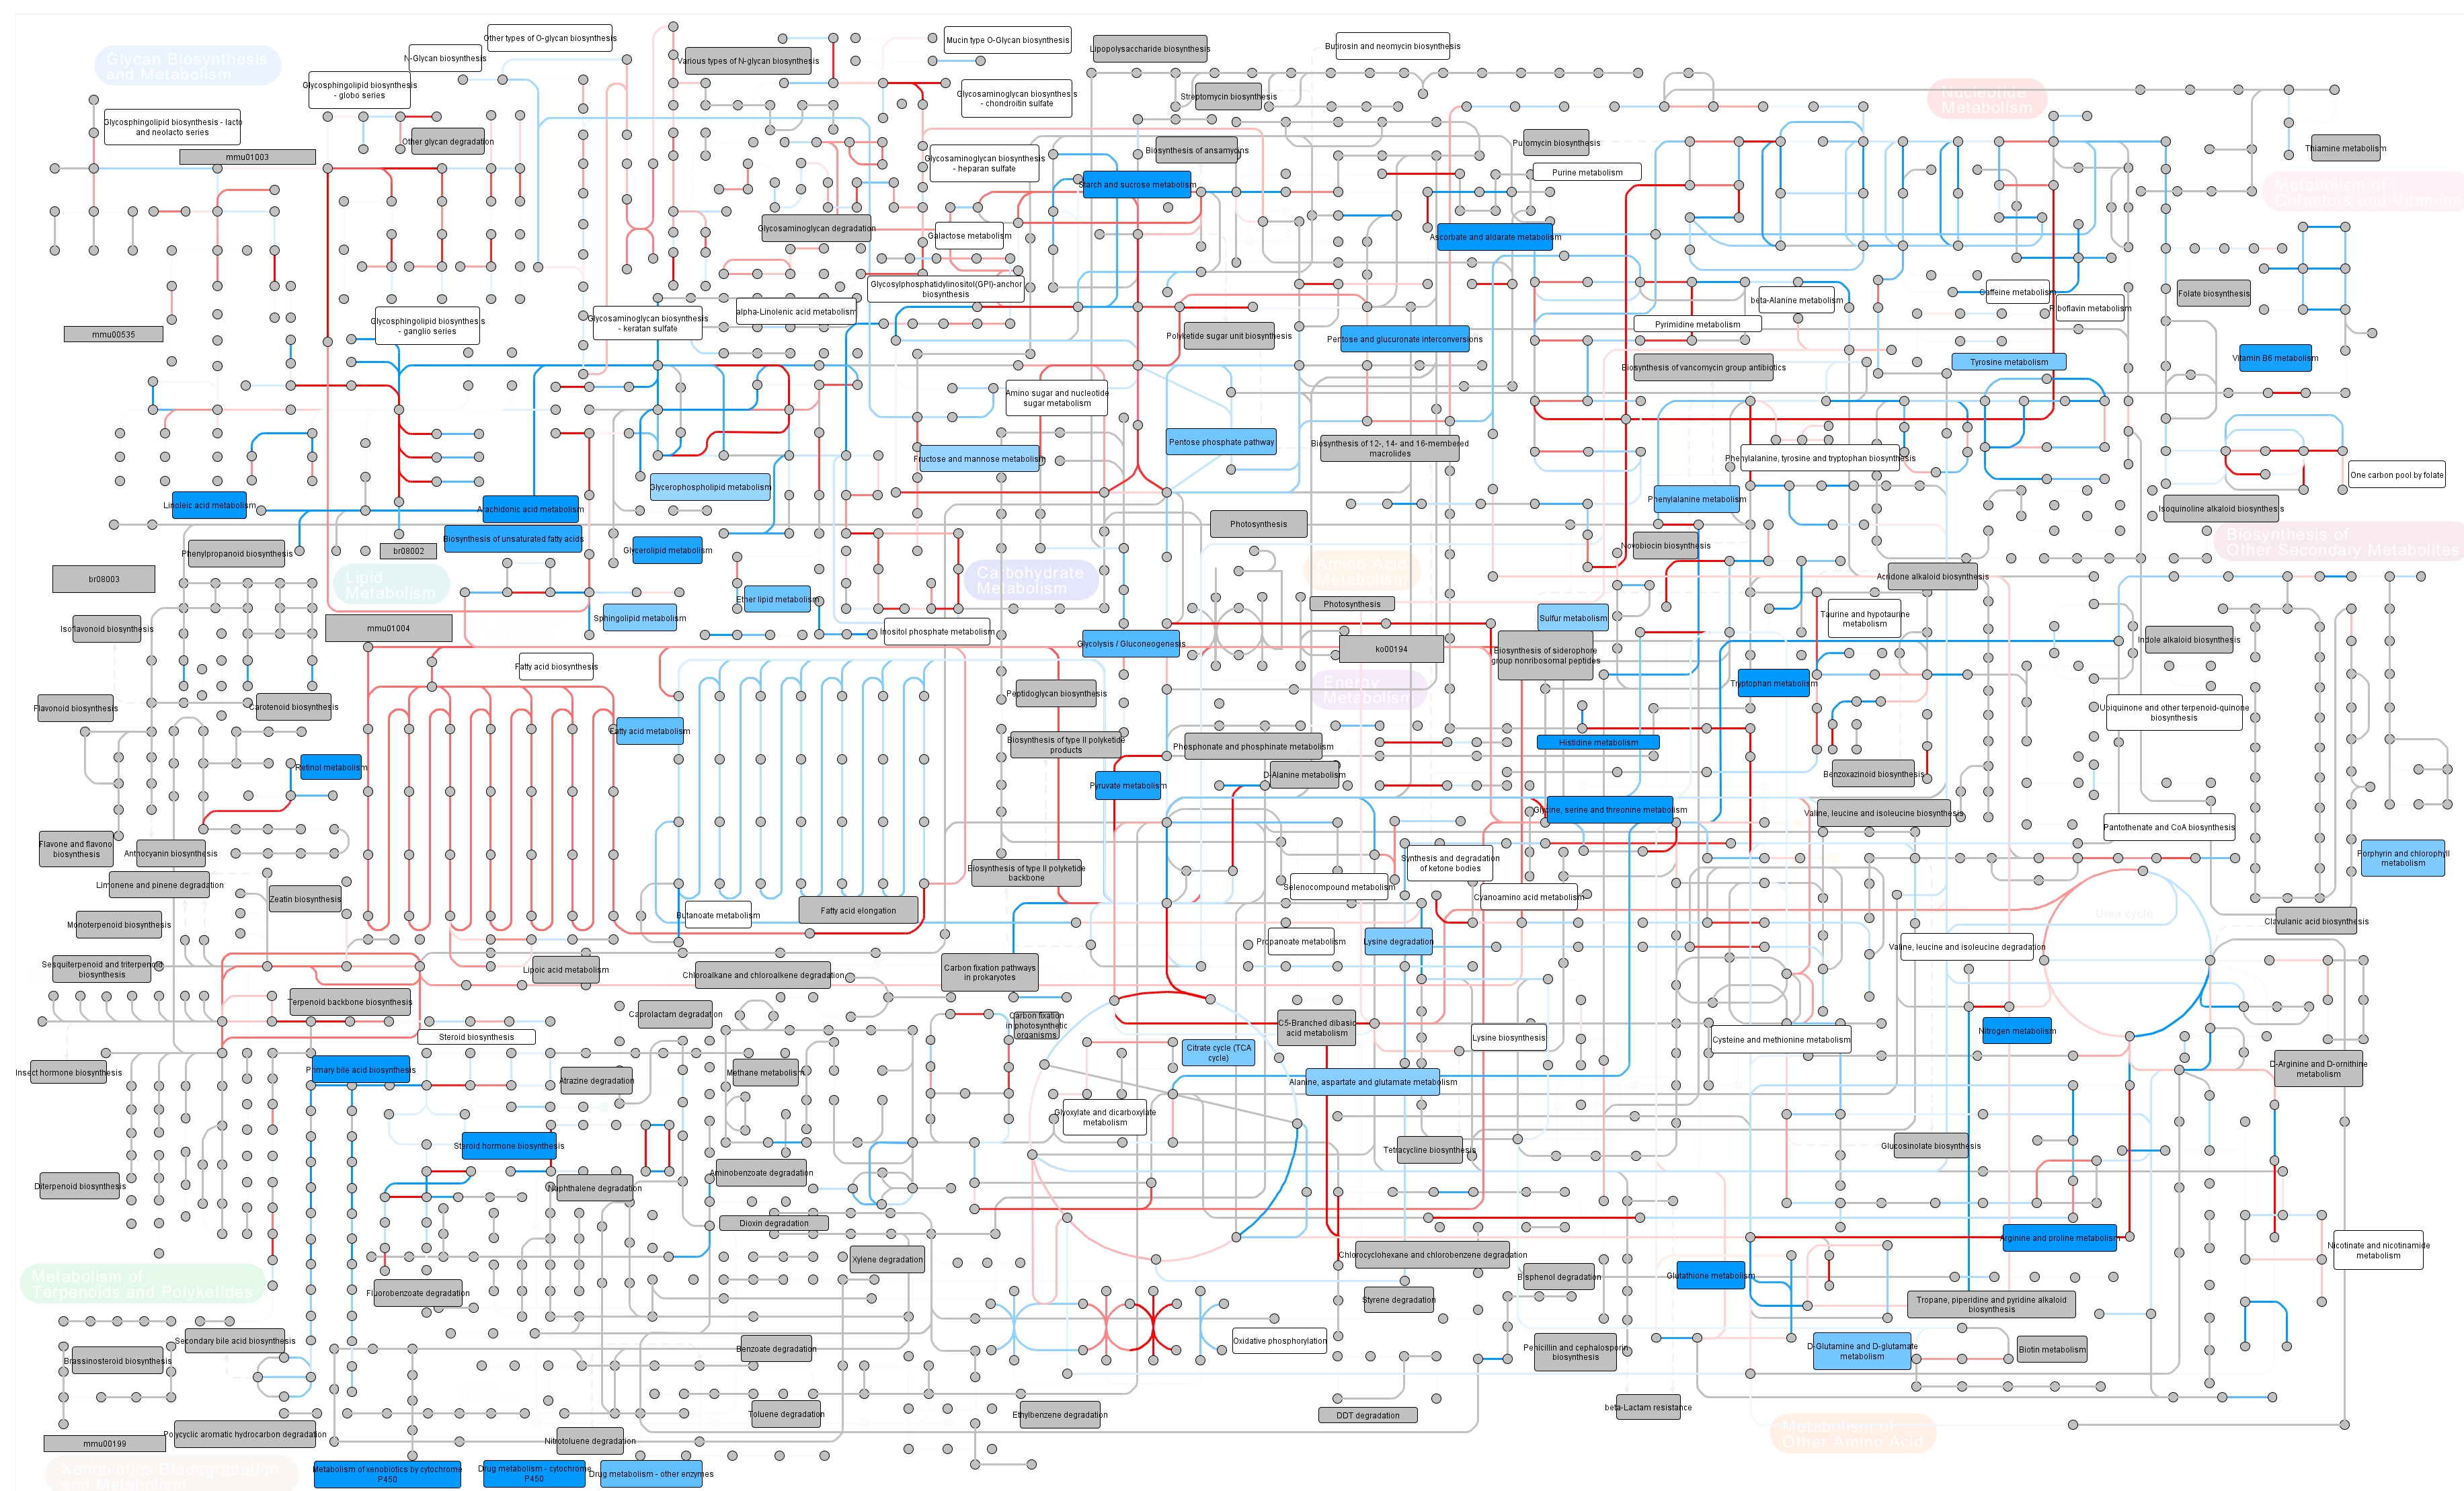 Glycan Biosynthesis
and Metabolism
N-Glycan biosynthesis
Other types of O-glycan biosynthesis
Various types of N-glycan biosynthesis
Mucin type O-Glycan biosynthesis
Lipopolysaccharide biosynthesis
Butirosin and neomycin biosynthesis
Glycosphingolipid biosynthesis
- globo series
Glycosaminoglycan biosynthesis
- chondroitin sulfate
Streptomycin biosynthesis
Nucleotide
Metabolism
Glycosphingolipid biosynthesis - lacto
and neolacto series
mmu01003
Other glycan degradation
Glycosaminoglycan biosynthesis
- heparan sulfate
Biosynthesis of ansamycins
Puromycin biosynthesis
Purine metabolism
Thiamine metabolism
Starch and sucrose metabolism
Metabolism of
Cofactors and Vitamins
Glycosaminoglycan degradation
Galactose metabolism
Ascorbate and aldarate metabolism
Glycosylphosphatidylinositol(GPI)-anchor
biosynthesis
beta-Alanine metabolism
Caffeine metabolism
Riboflavin metabolism
Folate biosynthesis
mmu00535
Glycosphingolipid biosynthesis
- ganglio series
Glycosaminoglycan biosynthesis
- keratan sulfate
alpha-Linolenic acid metabolism
Polyketide sugar unit biosynthesis
Pentose and glucuronate interconversions
Pyrimidine metabolism
Biosynthesis of vancomycin group antibiotics
Tyrosine metabolism
Vitamin B6 metabolism
Amino sugar and nucleotide
sugar metabolism
Fructose and mannose metabolism
Pentose phosphate pathway
Biosynthesis of 12-, 14- and 16-membered
macrolides
Phenylalanine, tyrosine and tryptophan biosynthesis
One carbon pool by folate
Linoleic acid metabolism
Arachidonic acid metabolism
Glycerophospholipid metabolism
Phenylalanine metabolism
Isoquinoline alkaloid biosynthesis
Photosynthesis
Phenylpropanoid biosynthesis
br08002
Biosynthesis of unsaturated fatty acids
Glycerolipid metabolism
Novobiocin biosynthesis
Biosynthesis of
Other Secondary Metabolites
br08003
Lipid
Metabolism
Carbohydrate
Metabolism
Amino Acid
Metabolism
Acridone alkaloid biosynthesis
Ether lipid metabolism
Photosynthesis
Isoflavonoid biosynthesis
mmu01004
Sphingolipid metabolism
Inositol phosphate metabolism
Glycolysis / Gluconeogenesis
Sulfur metabolism
Taurine and hypotaurine
metabolism
Indole alkaloid biosynthesis
ko00194
Biosynthesis of siderophore
group nonribosomal peptides
Fatty acid biosynthesis
Energy
Metabolism
Tryptophan metabolism
Flavonoid biosynthesis
Carotenoid biosynthesis
Peptidoglycan biosynthesis
Ubiquinone and other terpenoid-quinone
biosynthesis
Fatty acid metabolism
Biosynthesis of type II polyketide
products
Phosphonate and phosphinate metabolism
Histidine metabolism
Retinol metabolism
Pyruvate metabolism
D-Alanine metabolism
Benzoxazinoid biosynthesis
Glycine, serine and threonine metabolism
Valine, leucine and isoleucine biosynthesis
Pantothenate and CoA biosynthesis
Flavone and flavonol
biosynthesis
Anthocyanin biosynthesis
Porphyrin and chlorophyll
metabolism
Limonene and pinene degradation
Zeatin biosynthesis
Biosynthesis of type II polyketide
backbone
Synthesis and degradation
of ketone bodies
Selenocompound metabolism
Cyanoamino acid metabolism
Monoterpenoid biosynthesis
Butanoate metabolism
Fatty acid elongation
Urea cycle
Clavulanic acid biosynthesis
Propanoate metabolism
Lysine degradation
Valine, leucine and isoleucine degradation
Sesquiterpenoid and triterpenoid
biosynthesis
Lipoic acid metabolism
Chloroalkane and chloroalkene degradation
Carbon fixation pathways
in prokaryotes
Terpenoid backbone biosynthesis
Caprolactam degradation
Carbon fixation
in photosynthetic
organisms
C5-Branched dibasic
acid metabolism
Steroid biosynthesis
Lysine biosynthesis
Cysteine and methionine metabolism
Nitrogen metabolism
Insect hormone biosynthesis
Primary bile acid biosynthesis
Atrazine degradation
Methane metabolism
Citrate cycle (TCA
cycle)
Alanine, aspartate and glutamate metabolism
D-Arginine and D-ornithine
metabolism
Glyoxylate and dicarboxylate
metabolism
Steroid hormone biosynthesis
Tetracycline biosynthesis
Glucosinolate biosynthesis
Diterpenoid biosynthesis
Naphthalene degradation
Aminobenzoate degradation
Dioxin degradation
Xylene degradation
Chlorocyclohexane and chlorobenzene degradation
Arginine and proline metabolism
Nicotinate and nicotinamide
metabolism
Metabolism of
Terpenoids and Polyketides
Fluorobenzoate degradation
Styrene degradation
Bisphenol degradation
Glutathione metabolism
Tropane, piperidine and pyridine alkaloid
biosynthesis
Secondary bile acid biosynthesis
Brassinosteroid biosynthesis
Benzoate degradation
Oxidative phosphorylation
Penicillin and cephalosporin
biosynthesis
D-Glutamine and D-glutamate
metabolism
Biotin metabolism
Polycyclic aromatic hydrocarbon degradation
mmu00199
Nitrotoluene degradation
Toluene degradation
Ethylbenzene degradation
DDT degradation
beta-Lactam resistance
Metabolism of
Other Amino Acid
Xenobiotics Biodegradation
and Metabolism
Metabolism of xenobiotics by cytochrome
P450
Drug metabolism - cytochrome
P450
Drug metabolism - other enzymes